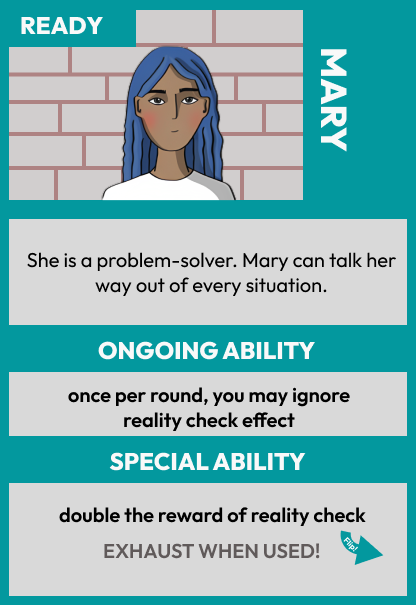 READY
MARY
She is a problem-solver. Mary can talk her
way out of every situation.
ONGOING ABILITY
once per round, you may ignore
reality check effect
SPECIAL ABILITY
double the reward of reality check
EXHAUST WHEN USED!
Flip!